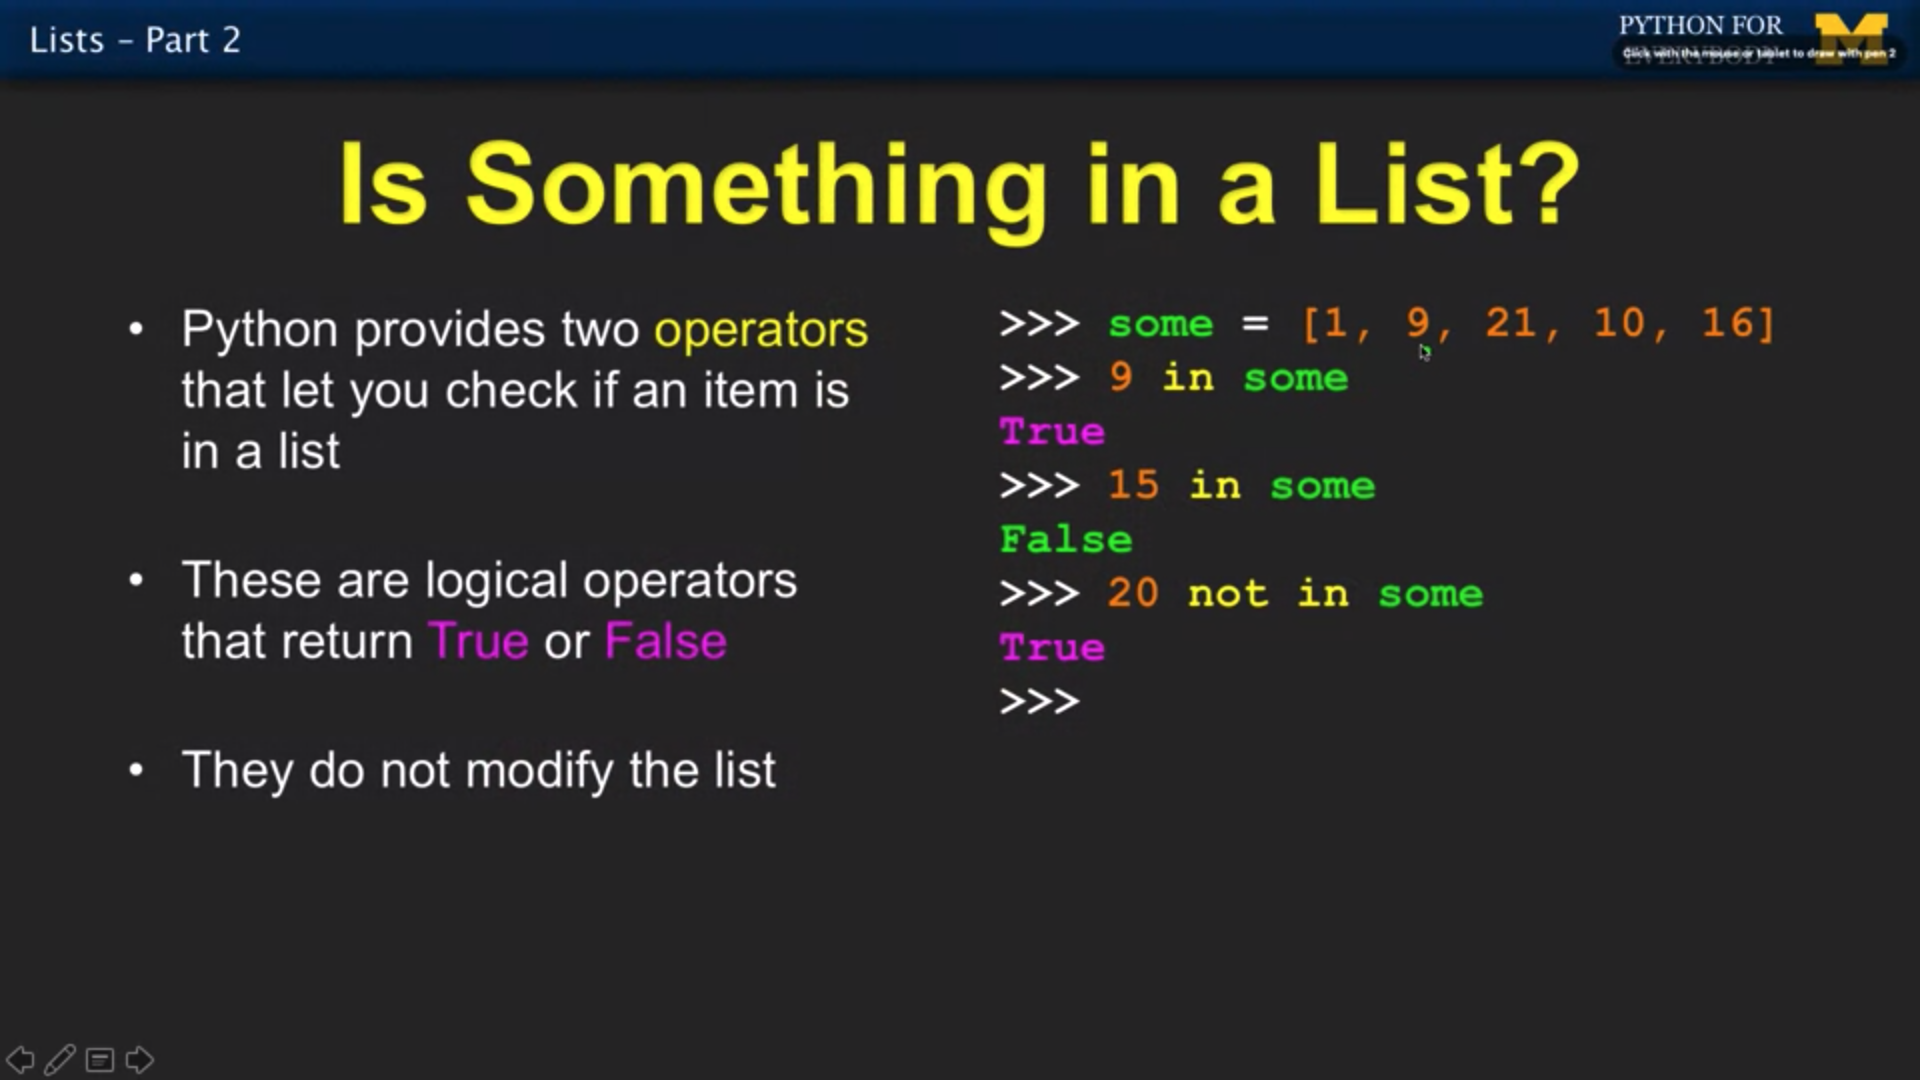 Lists – Part 2
PYTHON FOR
EVERYBODY
Click with the mouse or tablet to draw with pen 2
Is Something in a List?
• Python provides two operators
that let you check if an item is
in a list
• These are logical operators
that return True or False
• They do not modify the list
>>> some = [1, 9, 21, 10, 16]
>>> 9 in some
True
>>> 15 in some
False
>>> 20 not in some
True
>>>